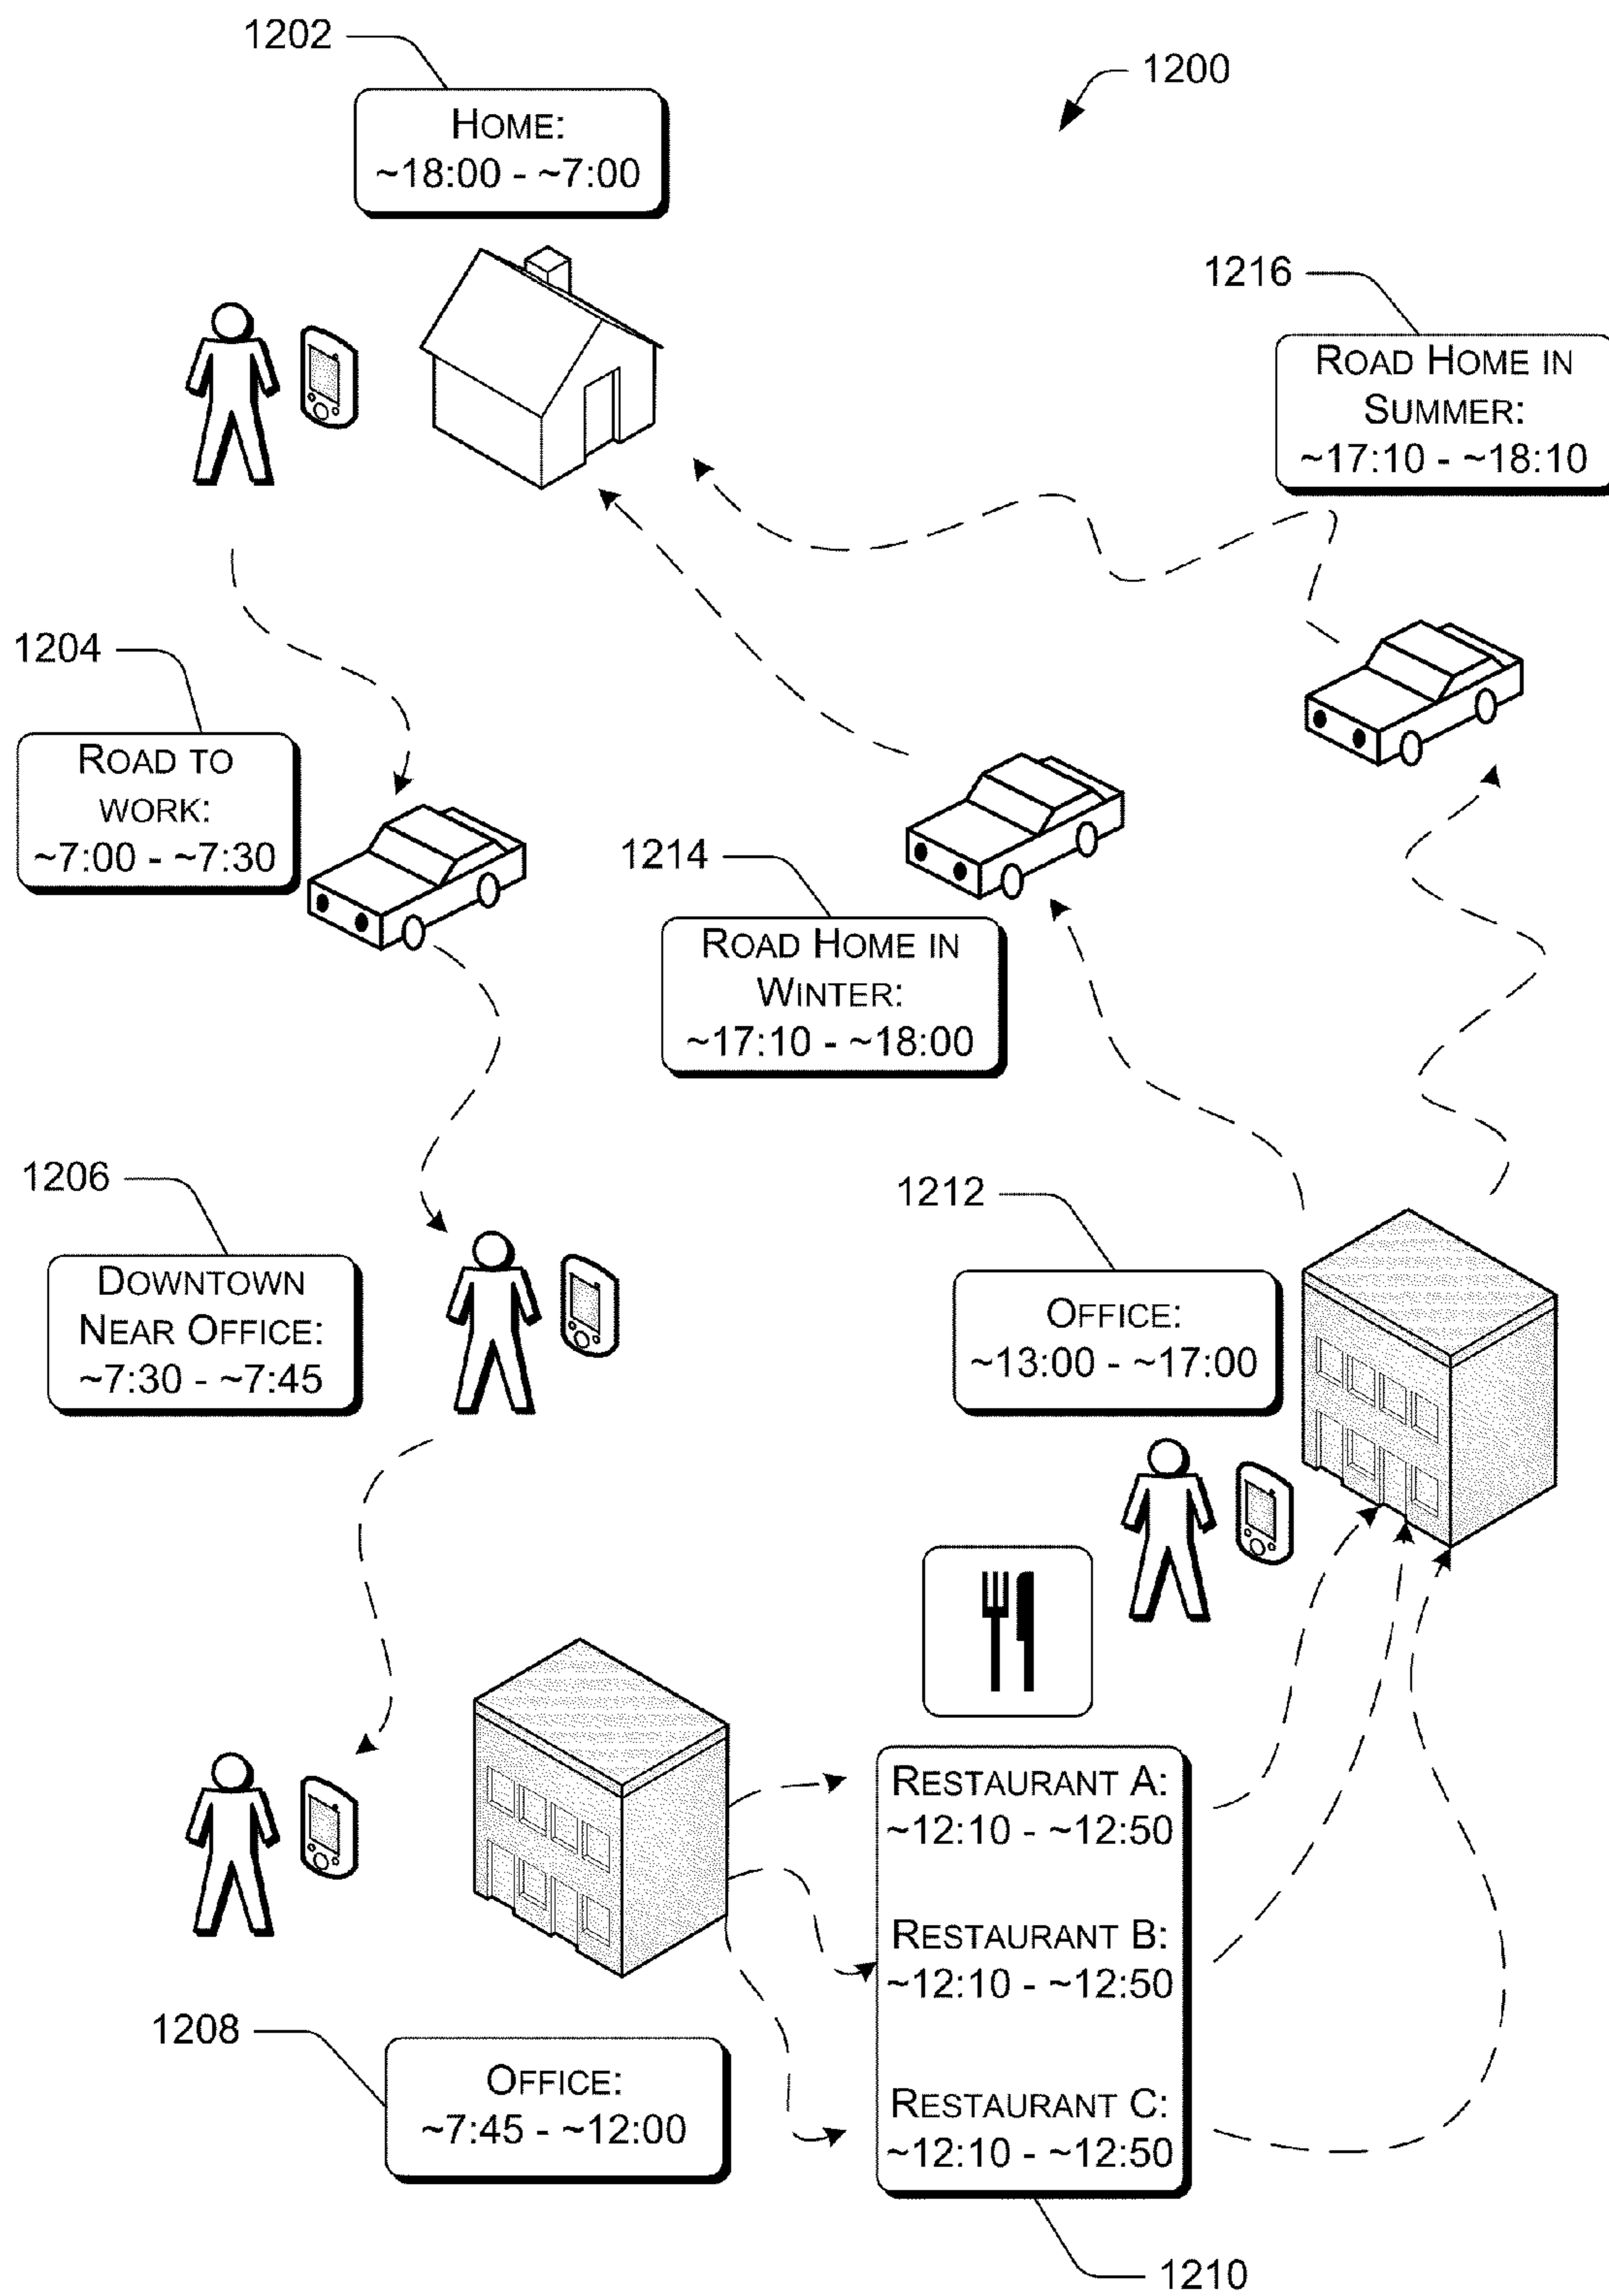 1202
1200
HOME:
~18:00 - ~7:00
1216
ROAD HOME IN
SUMMER:
~17:10 - ~18:10
1204
ROAD TO
WORK:
~7:00 - ~7:30
1214
ROAD HOME IN
WINTER:
~17:10 - ~18:00
1206
DOWNTOWN
NEAR OFFICE:
~7:30 - ~7:45
1212
OFFICE:
~13:00 - ~17:00
RESTAURANT A:
~12:10 - ~12:50
RESTAURANT B:
~12:10 - ~12:50
RESTAURANT C:
~12:10 - ~12:50
1208
OFFICE:
~7:45 - ~12:00
1210